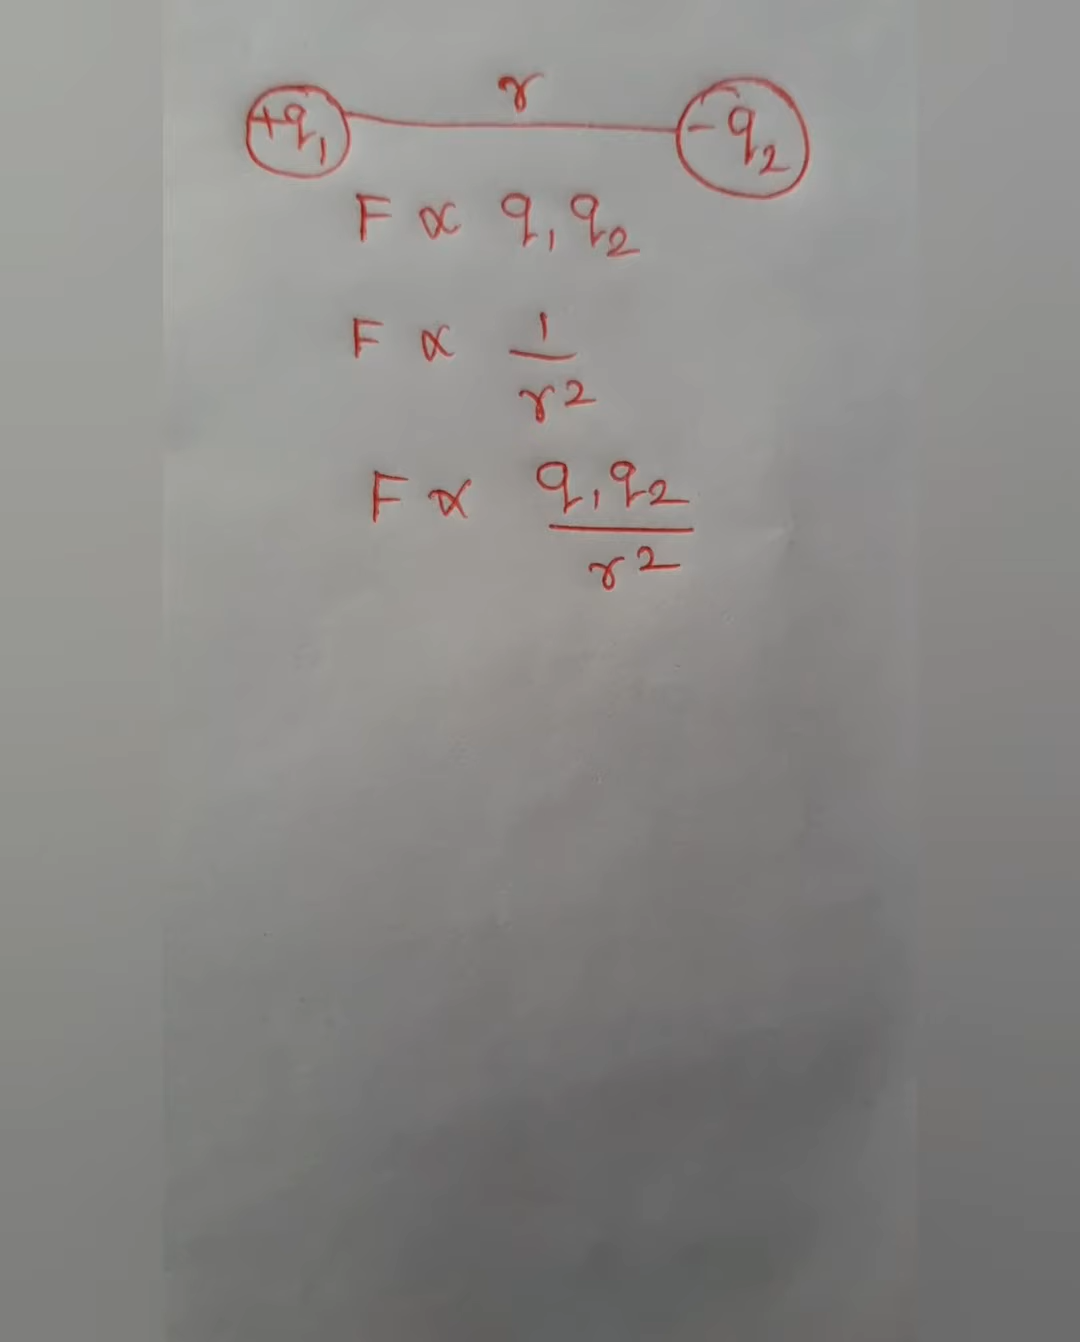 r
+q₁ -q₂
F ∝ q₁q₂
F ∝ 1/r²
F ∝ q₁q₂/r²